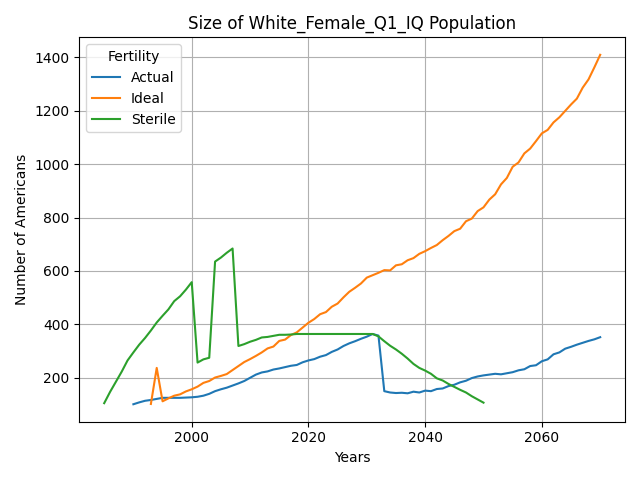 Size of White_Female_Q1_IQ Population
Number of Americans
1400
1200
1000
800
600
400
200
Fertility
Actual
Ideal
Sterile
2000
2020
2040
2060
Years